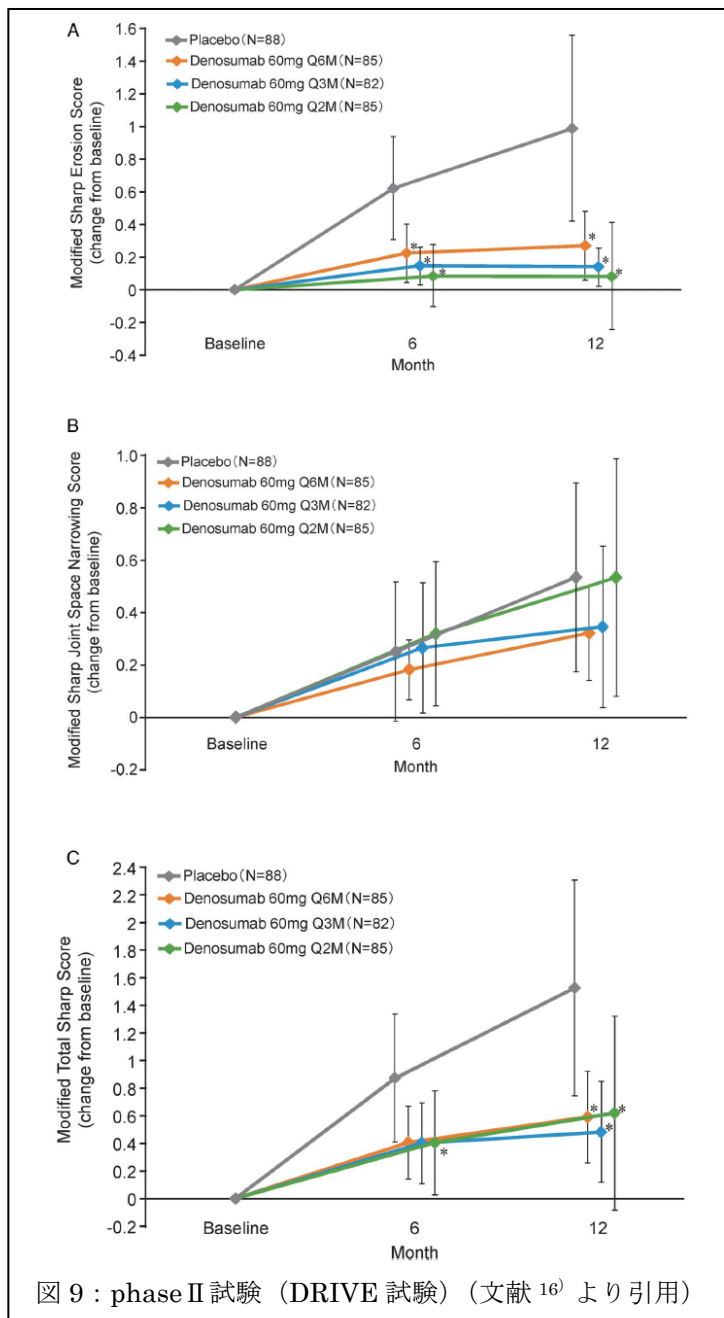 A
1.6
1.4
1.2
1
0.8
0.6
0.4
0.2
0
-0.2
-0.4
Modified Sharp Erosion Score
(change from baseline)
Placebo(N=88)
Denosumab 60mg Q6M(N=85)
Denosumab 60mg Q3M(N=82)
Denosumab 60mg Q2M(N=85)
* * *
* * *
Baseline 6 12
Month
B
1.0
0.8
0.6
0.4
0.2
0
-0.2
Modified Sharp Joint Space Narrowing Score
(change from baseline)
Placebo(N=88)
Denosumab 60mg Q6M(N=85)
Denosumab 60mg Q3M(N=82)
Denosumab 60mg Q2M(N=85)
Baseline 6 12
Month
C
2.4
2.2
2
1.8
1.6
1.4
1.2
1
0.8
0.6
0.4
0.2
0
-0.2
Modified Total Sharp Score
(change from baseline)
Placebo(N=88)
Denosumab 60mg Q6M(N=85)
Denosumab 60mg Q3M(N=82)
Denosumab 60mg Q2M(N=85)
*
* * *
Baseline 6 12
Month
図 9：phaseⅡ試験（DRIVE 試験）（文献 16) より引用）